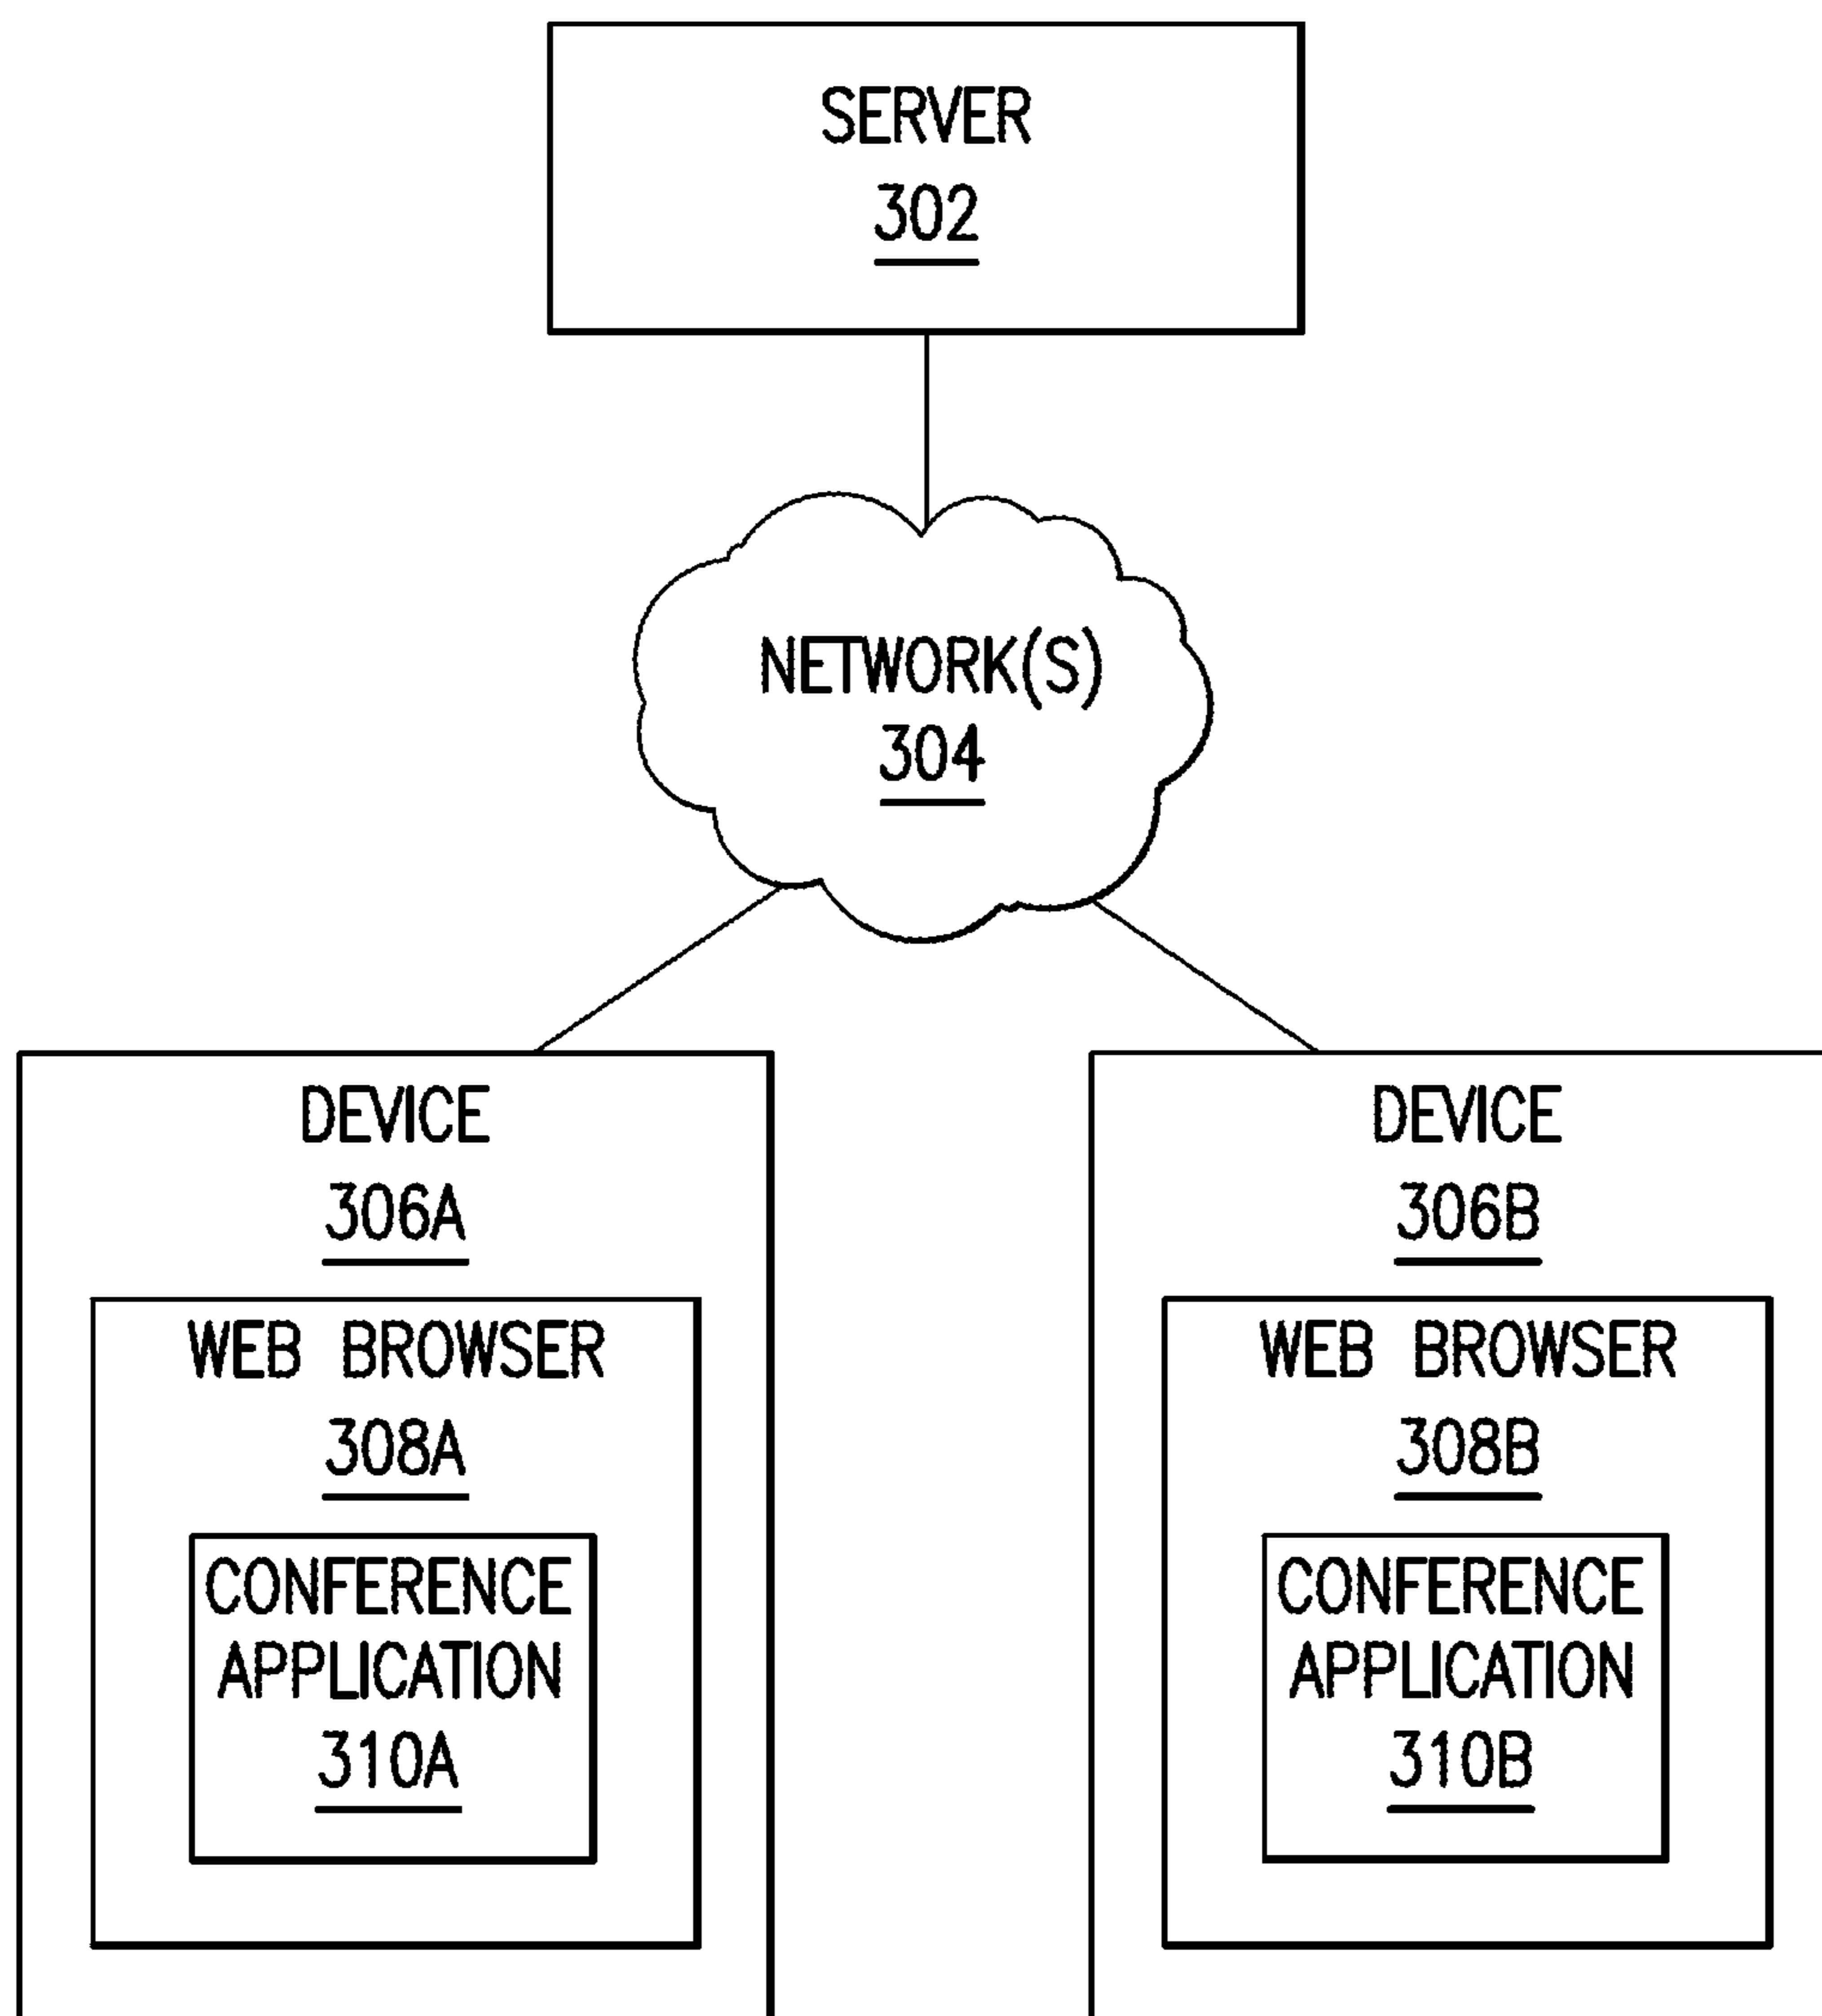 SERVER
302
NETWORK(S)
304
DEVICE
306A
WEB BROWSER
308A
CONFERENCE
APPLICATION
310A
DEVICE
306B
WEB BROWSER
308B
CONFERENCE
APPLICATION
310B